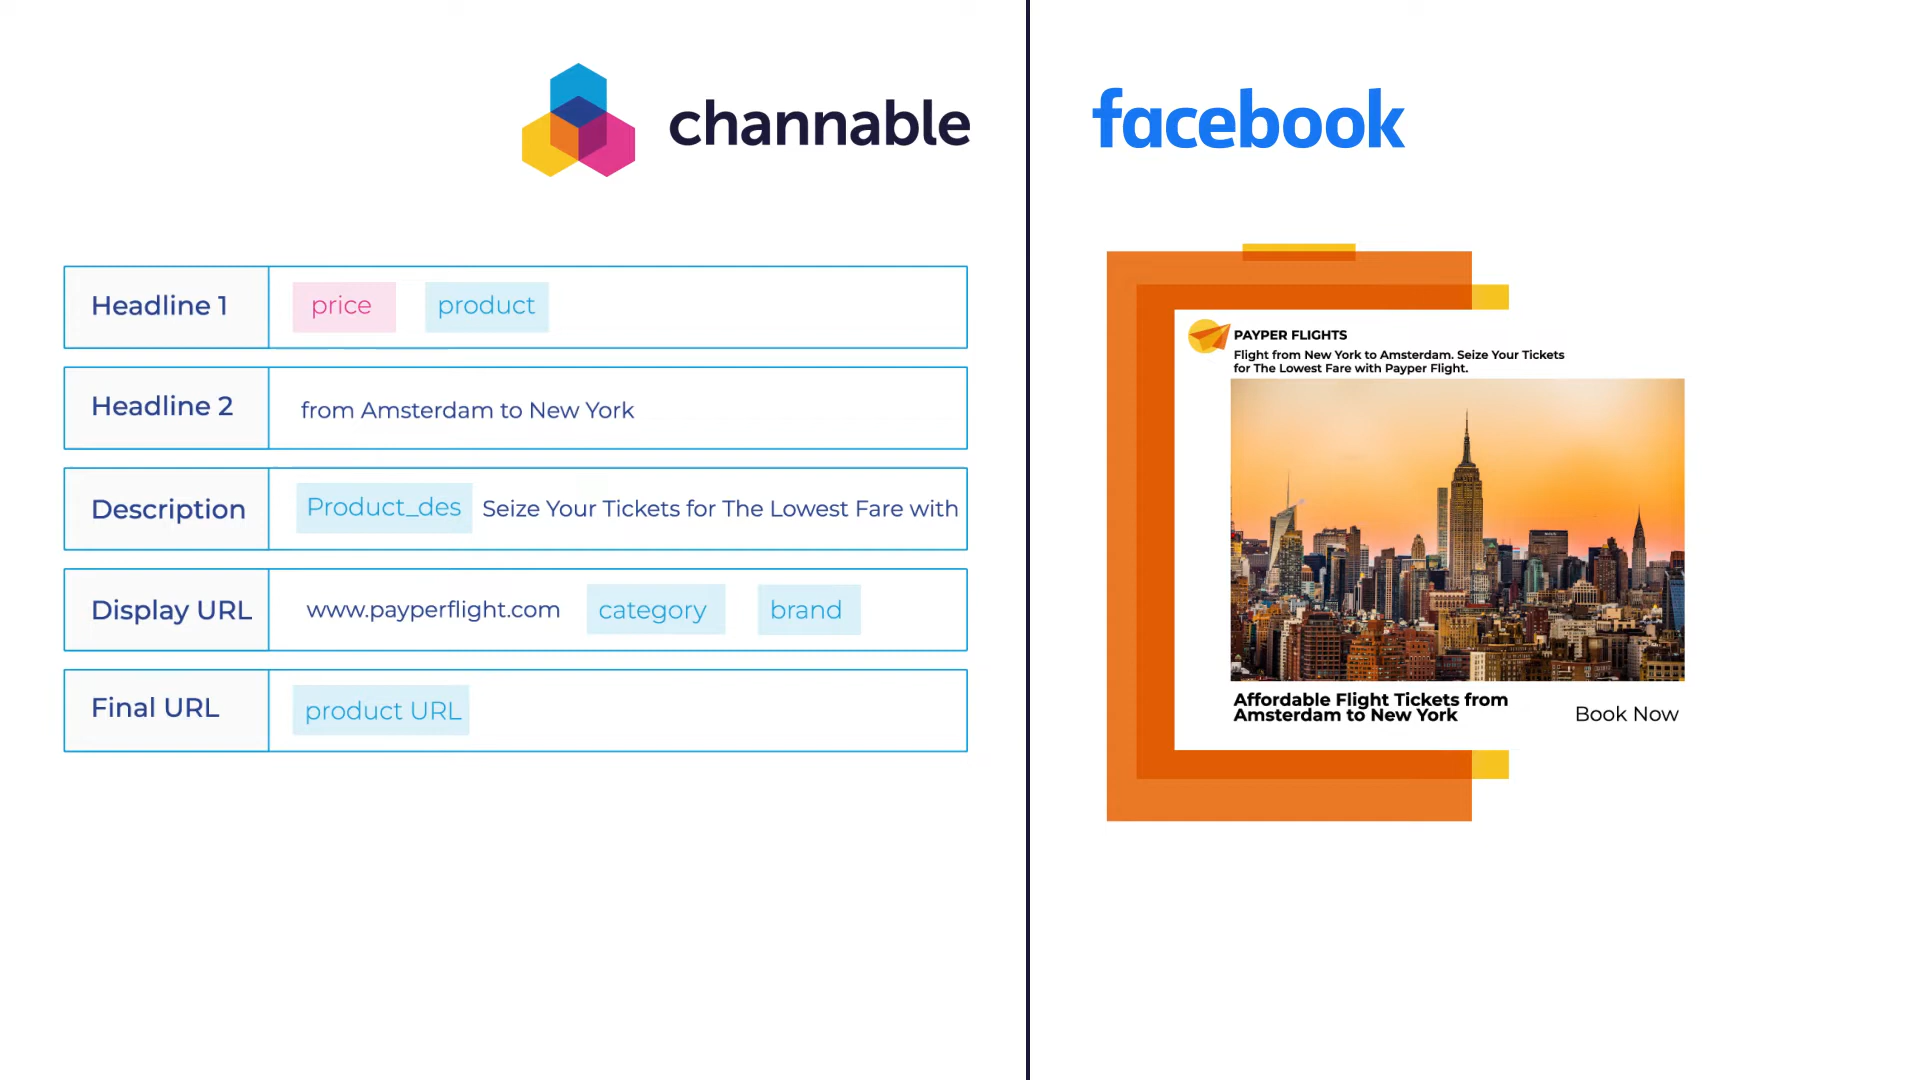 channable
Headline 1 price product
Headline 2 from Amsterdam to New York
Description Product_des Seize Your Tickets for The Lowest Fare with
Display URL www.payperflight.com category brand
Final URL product URL
facebook
PAYPER FLIGHTS
Flight from New York to Amsterdam. Seize Your Tickets
for The Lowest Fare with Payper Flight.
Affordable Flight Tickets from
Amsterdam to New York
Book Now